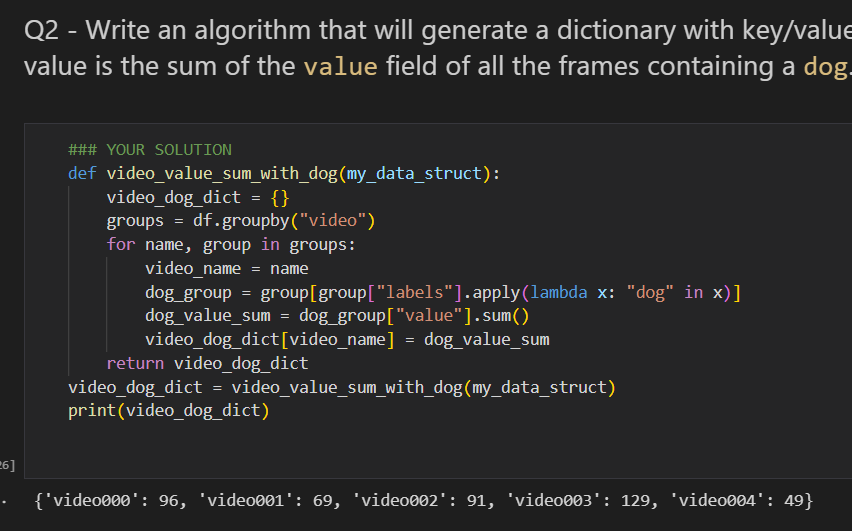 Q2 - Write an algorithm that will generate a dictionary with key/value
value is the sum of the value field of all the frames containing a dog.
### YOUR SOLUTION
def video_value_sum_with_dog(my_data_struct):
video_dog_dict = {}
groups = df.groupby("video")
for name, group in groups:
video_name = name
dog_group = group[group["labels"].apply(lambda x: "dog" in x)]
dog_value_sum = dog_group["value"].sum()
video_dog_dict[video_name] = dog_value_sum
return video_dog_dict
video_dog_dict = video_value_sum_with_dog(my_data_struct)
print(video_dog_dict)
26]
{'video000': 96, 'video001': 69, 'video002': 91, 'video003': 129, 'video004': 49}